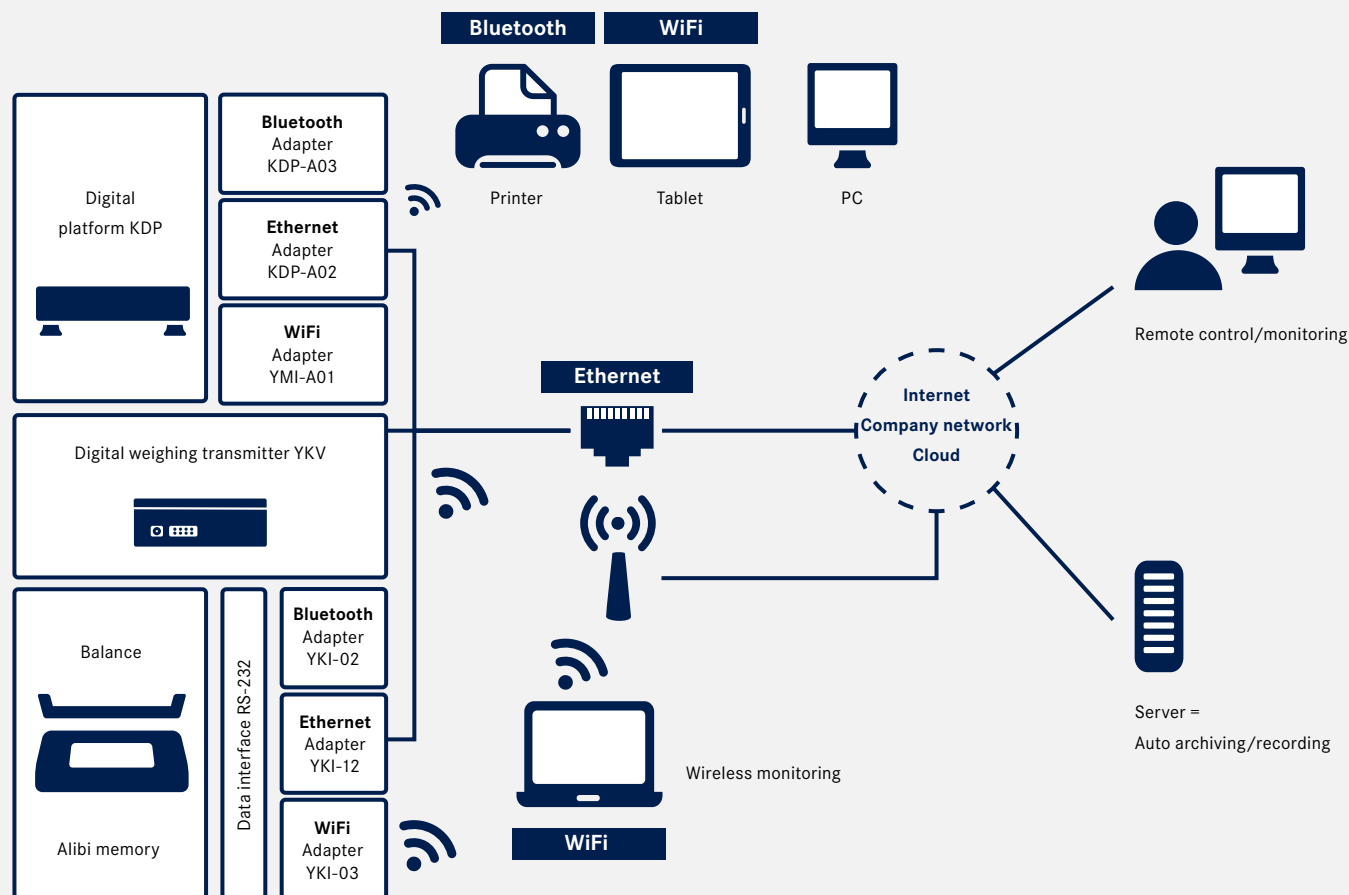 Bluetooth
WiFi
Printer
Tablet
PC
Digital
platform KDP
Bluetooth
Adapter
KDP-A03
Ethernet
Adapter
KDP-A02
WiFi
Adapter
YMI-A01
Digital weighing transmitter YKV
Balance
Alibi memory
Data interface RS-232
Bluetooth
Adapter
YKI-02
Ethernet
Adapter
YKI-12
WiFi
Adapter
YKI-03
Ethernet
Wireless monitoring
WiFi
Internet
Company network
Cloud
Remote control/monitoring
Server =
Auto archiving/recording